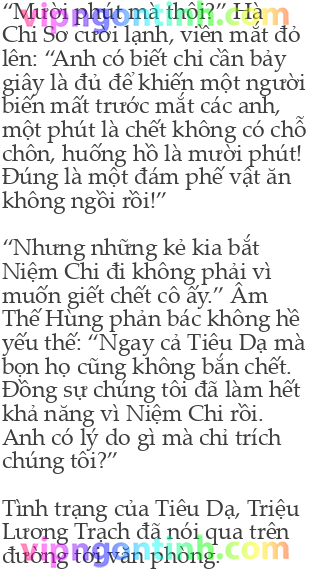 “Mười phút mà thôi?” Hà
Chi Sơ cười lạnh, viền mắt đỏ
lên: “Anh có biết chỉ cần bảy
giây là đủ để khiến một người
biến mất trước mắt các anh,
một phút là chết không có chỗ
chôn, huống hồ là mười phút!
Đúng là một đám phế vật ăn
không ngồi rồi!”
“Nhưng những kẻ kia bắt
Niệm Chi đi không phải vì
muốn giết chết cô ấy.” Âm
Thế Hùng phản bác không hề
yếu thế: “Ngay cả Tiêu Dạ mà
bọn họ cũng không bắn chết.
Đồng sự chúng tôi đã làm hết
khả năng vì Niệm Chi rồi.
Anh có lý do gì mà chỉ trích
chúng tôi?”
Tình trạng của Tiêu Dạ, Triệu
Lương Trạch đã nói qua trên
đường tới văn phòng.
vipngontinh.com
vipngontinh.com